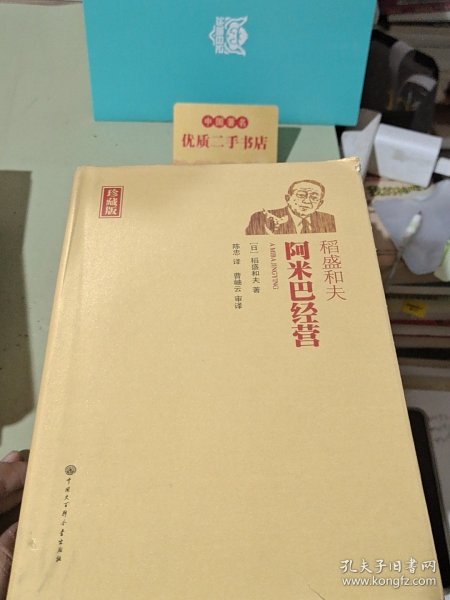 中国著名
优质二手书店
珍藏版
稻盛和夫
阿米巴经营
A MIBA JINGYING
[日] 稻盛和夫 著
陈忠 译 曹岫云 审译
中国大百科全书出版社
孔夫子旧书网
www.kongfz.com